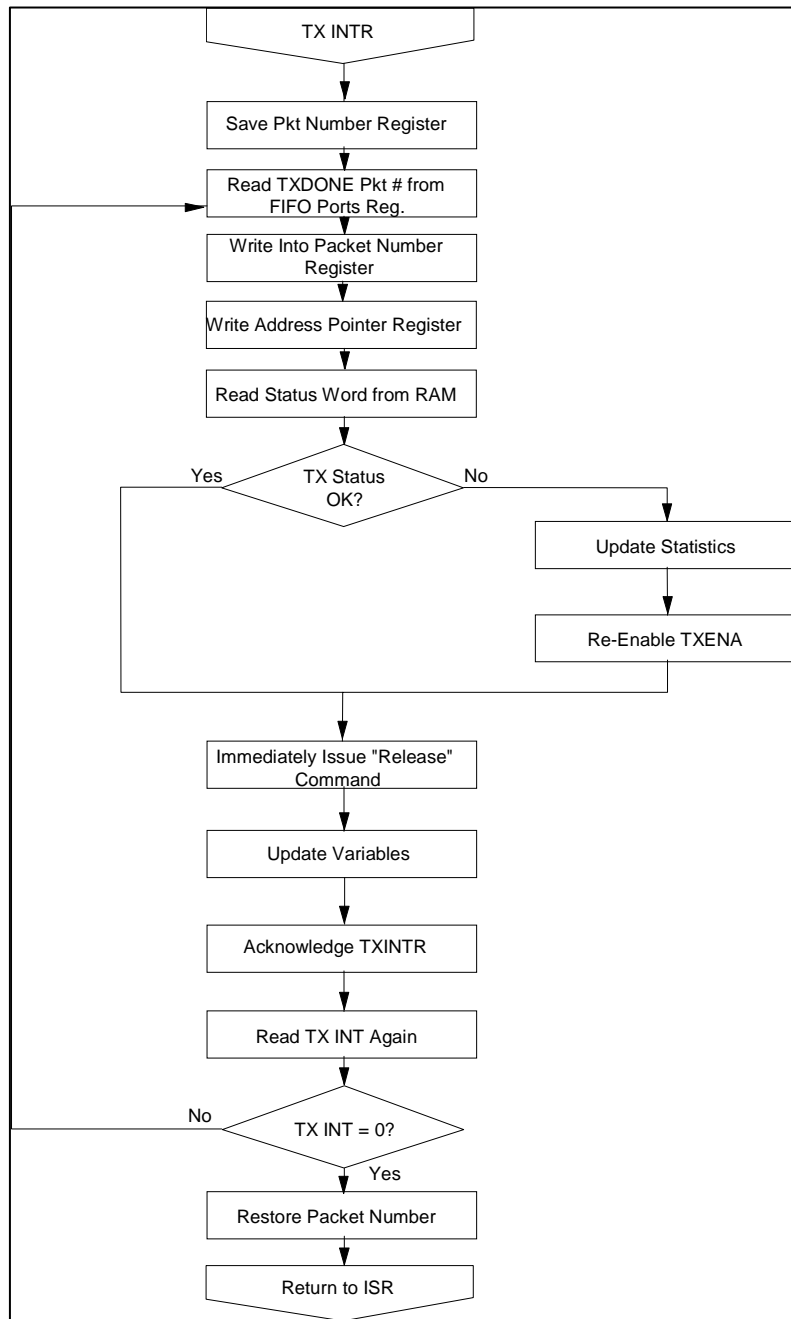 TX INTR
Save Pkt Number Register
Read TXDONE Pkt # from
FIFO Ports Reg.
Write Into Packet Number
Register
Write Address Pointer Register
Read Status Word from RAM
Yes
TX Status
OK?
No
Update Statistics
Re-Enable TXENA
Immediately Issue "Release"
Command
Update Variables
Acknowledge TXINTR
Read TX INT Again
No
TX INT = 0?
Yes
Restore Packet Number
Return to ISR